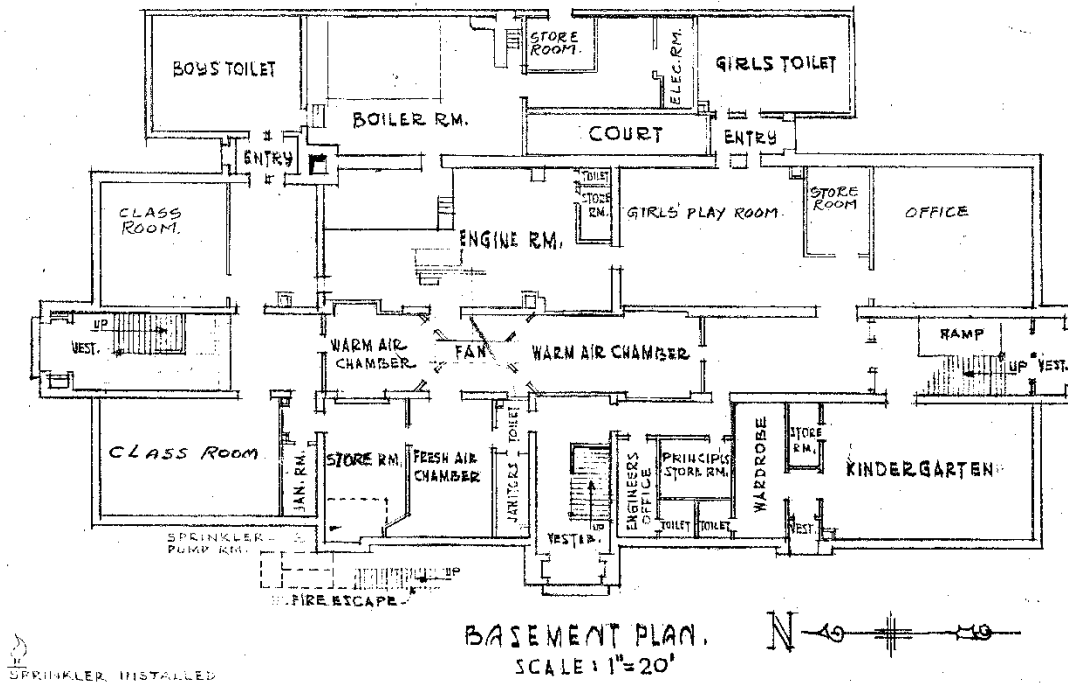 BOYS TOILET
BOILER RM.
STORE
ROOM.
ELEC. RM.
GIRLS TOILET
COURT
ENTRY
ENTRY
CLASS
ROOM.
ENGINE RM.
TOILET
STORE
RM.
GIRLS' PLAY ROOM.
STORE
ROOM
OFFICE
UP
VEST.
WARM AIR
CHAMBER
FAN
WARM AIR CHAMBER
RAMP
UP
VEST.
CLASS ROOM.
JAN. RM.
STORE RM.
FRESH AIR
CHAMBER
JANITORS TOILET
UP
VESTB.
ENGINEERS
OFFICE
PRINCIPLS
STORE RM.
TOILET
TOILET
WARDROBE
STORE
RM.
VEST.
KINDERGARTEN
SPRINKLER
PUMP RM.
UP
FIRE ESCAPE
BASEMENT PLAN.
SCALE: 1"=20'
N
SPRINKLER INSTALLED